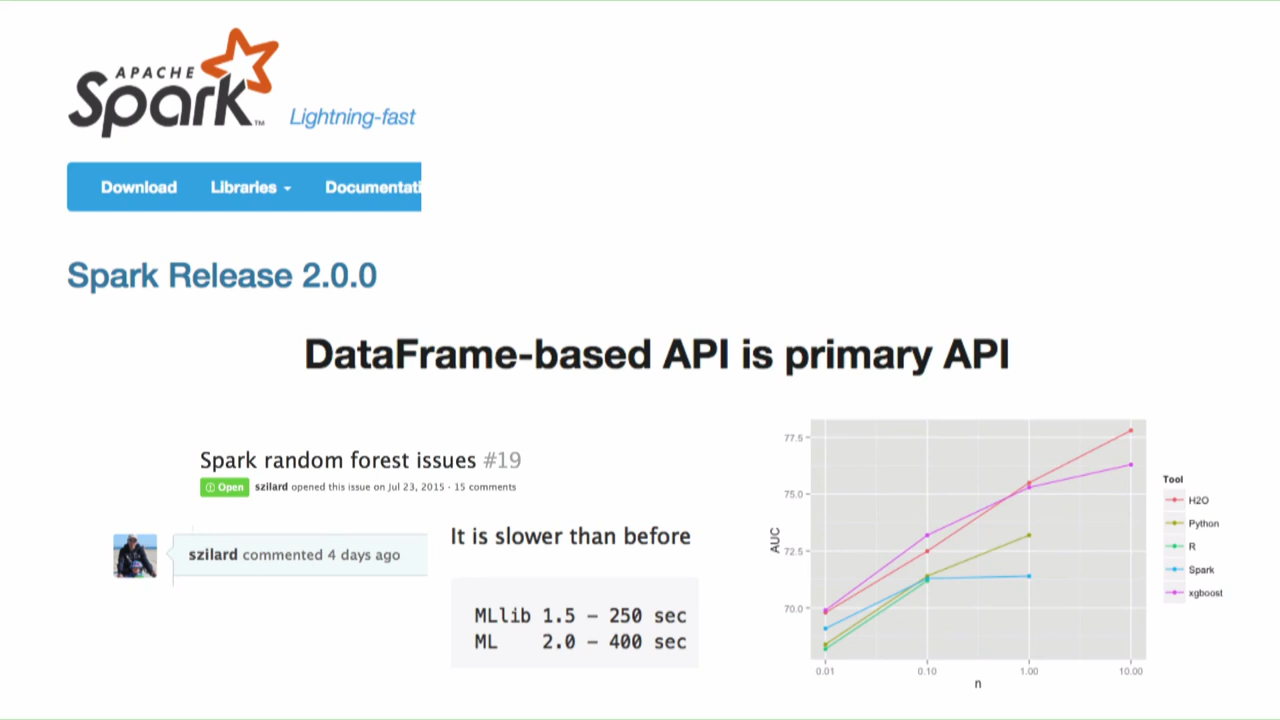 APACHE
Spark™
Lightning-fast
Download Libraries Documentati
Spark Release 2.0.0
DataFrame-based API is primary API
Spark random forest issues #19
Open szilard opened this issue on Jul 23, 2015 · 15 comments
szilard commented 4 days ago
It is slower than before
MLlib 1.5 – 250 sec
ML 2.0 – 400 sec
77.5
75.0
72.5
70.0
AUC
0.01 0.10 1.00 10.00
n
Tool
H2O
Python
R
Spark
xgboost